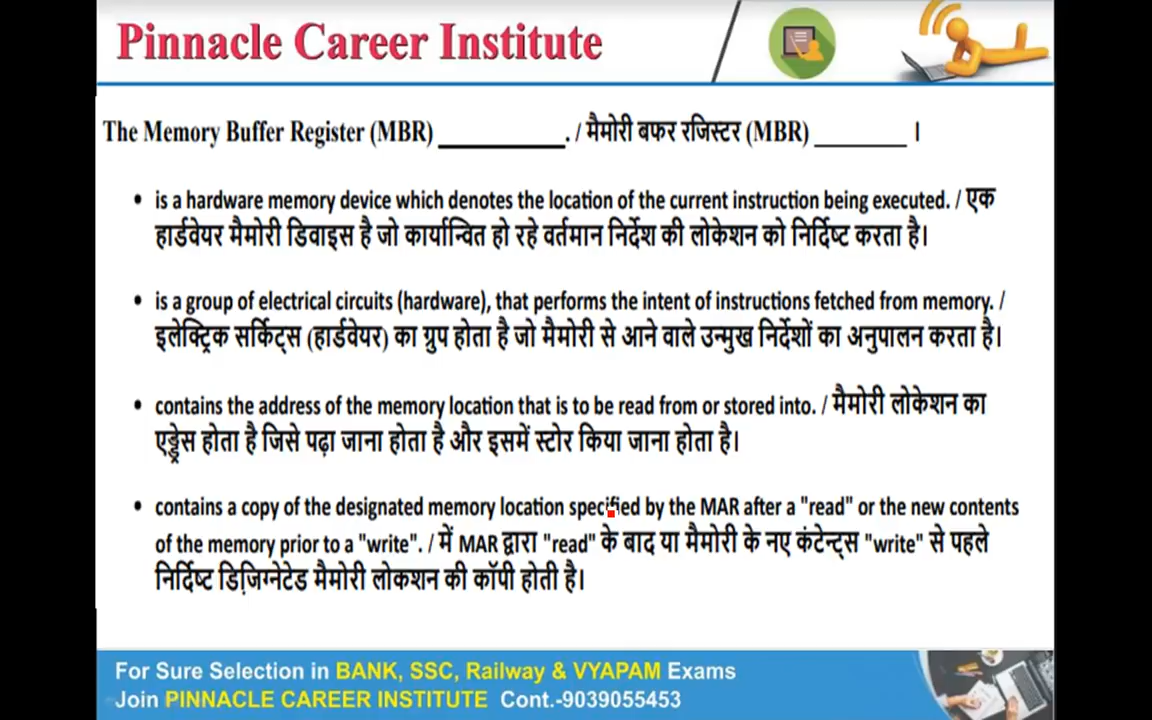 Pinnacle Career Institute
The Memory Buffer Register (MBR) __________. / मैमोरी बफर रजिस्टर (MBR) _______ ।
• is a hardware memory device which denotes the location of the current instruction being executed. / एक
हार्डवेयर मैमोरी डिवाइस है जो कार्यान्वित हो रहे वर्तमान निर्देश की लोकेशन को निर्दिष्ट करता है।
• is a group of electrical circuits (hardware), that performs the intent of instructions fetched from memory. /
इलेक्ट्रिक सर्किट्स (हार्डवेयर) का ग्रुप होता है जो मैमोरी से आने वाले उन्मुख निर्देशों का अनुपालन करता है।
• contains the address of the memory location that is to be read from or stored into. / मैमोरी लोकेशन का
एड्ड्रेस होता है जिसे पढ़ा जाना होता है और इसमें स्टोर किया जाना होता है।
• contains a copy of the designated memory location specified by the MAR after a "read" or the new contents
of the memory prior to a "write". / में MAR द्वारा "read" के बाद या मैमोरी के नए कंटेन्ट्स "write" से पहले
निर्दिष्ट डिज़िग्नेटेड मैमोरी लोकशन की कॉपी होती है।
For Sure Selection in BANK, SSC, Railway & VYAPAM Exams
Join PINNACLE CAREER INSTITUTE Cont.-9039055453